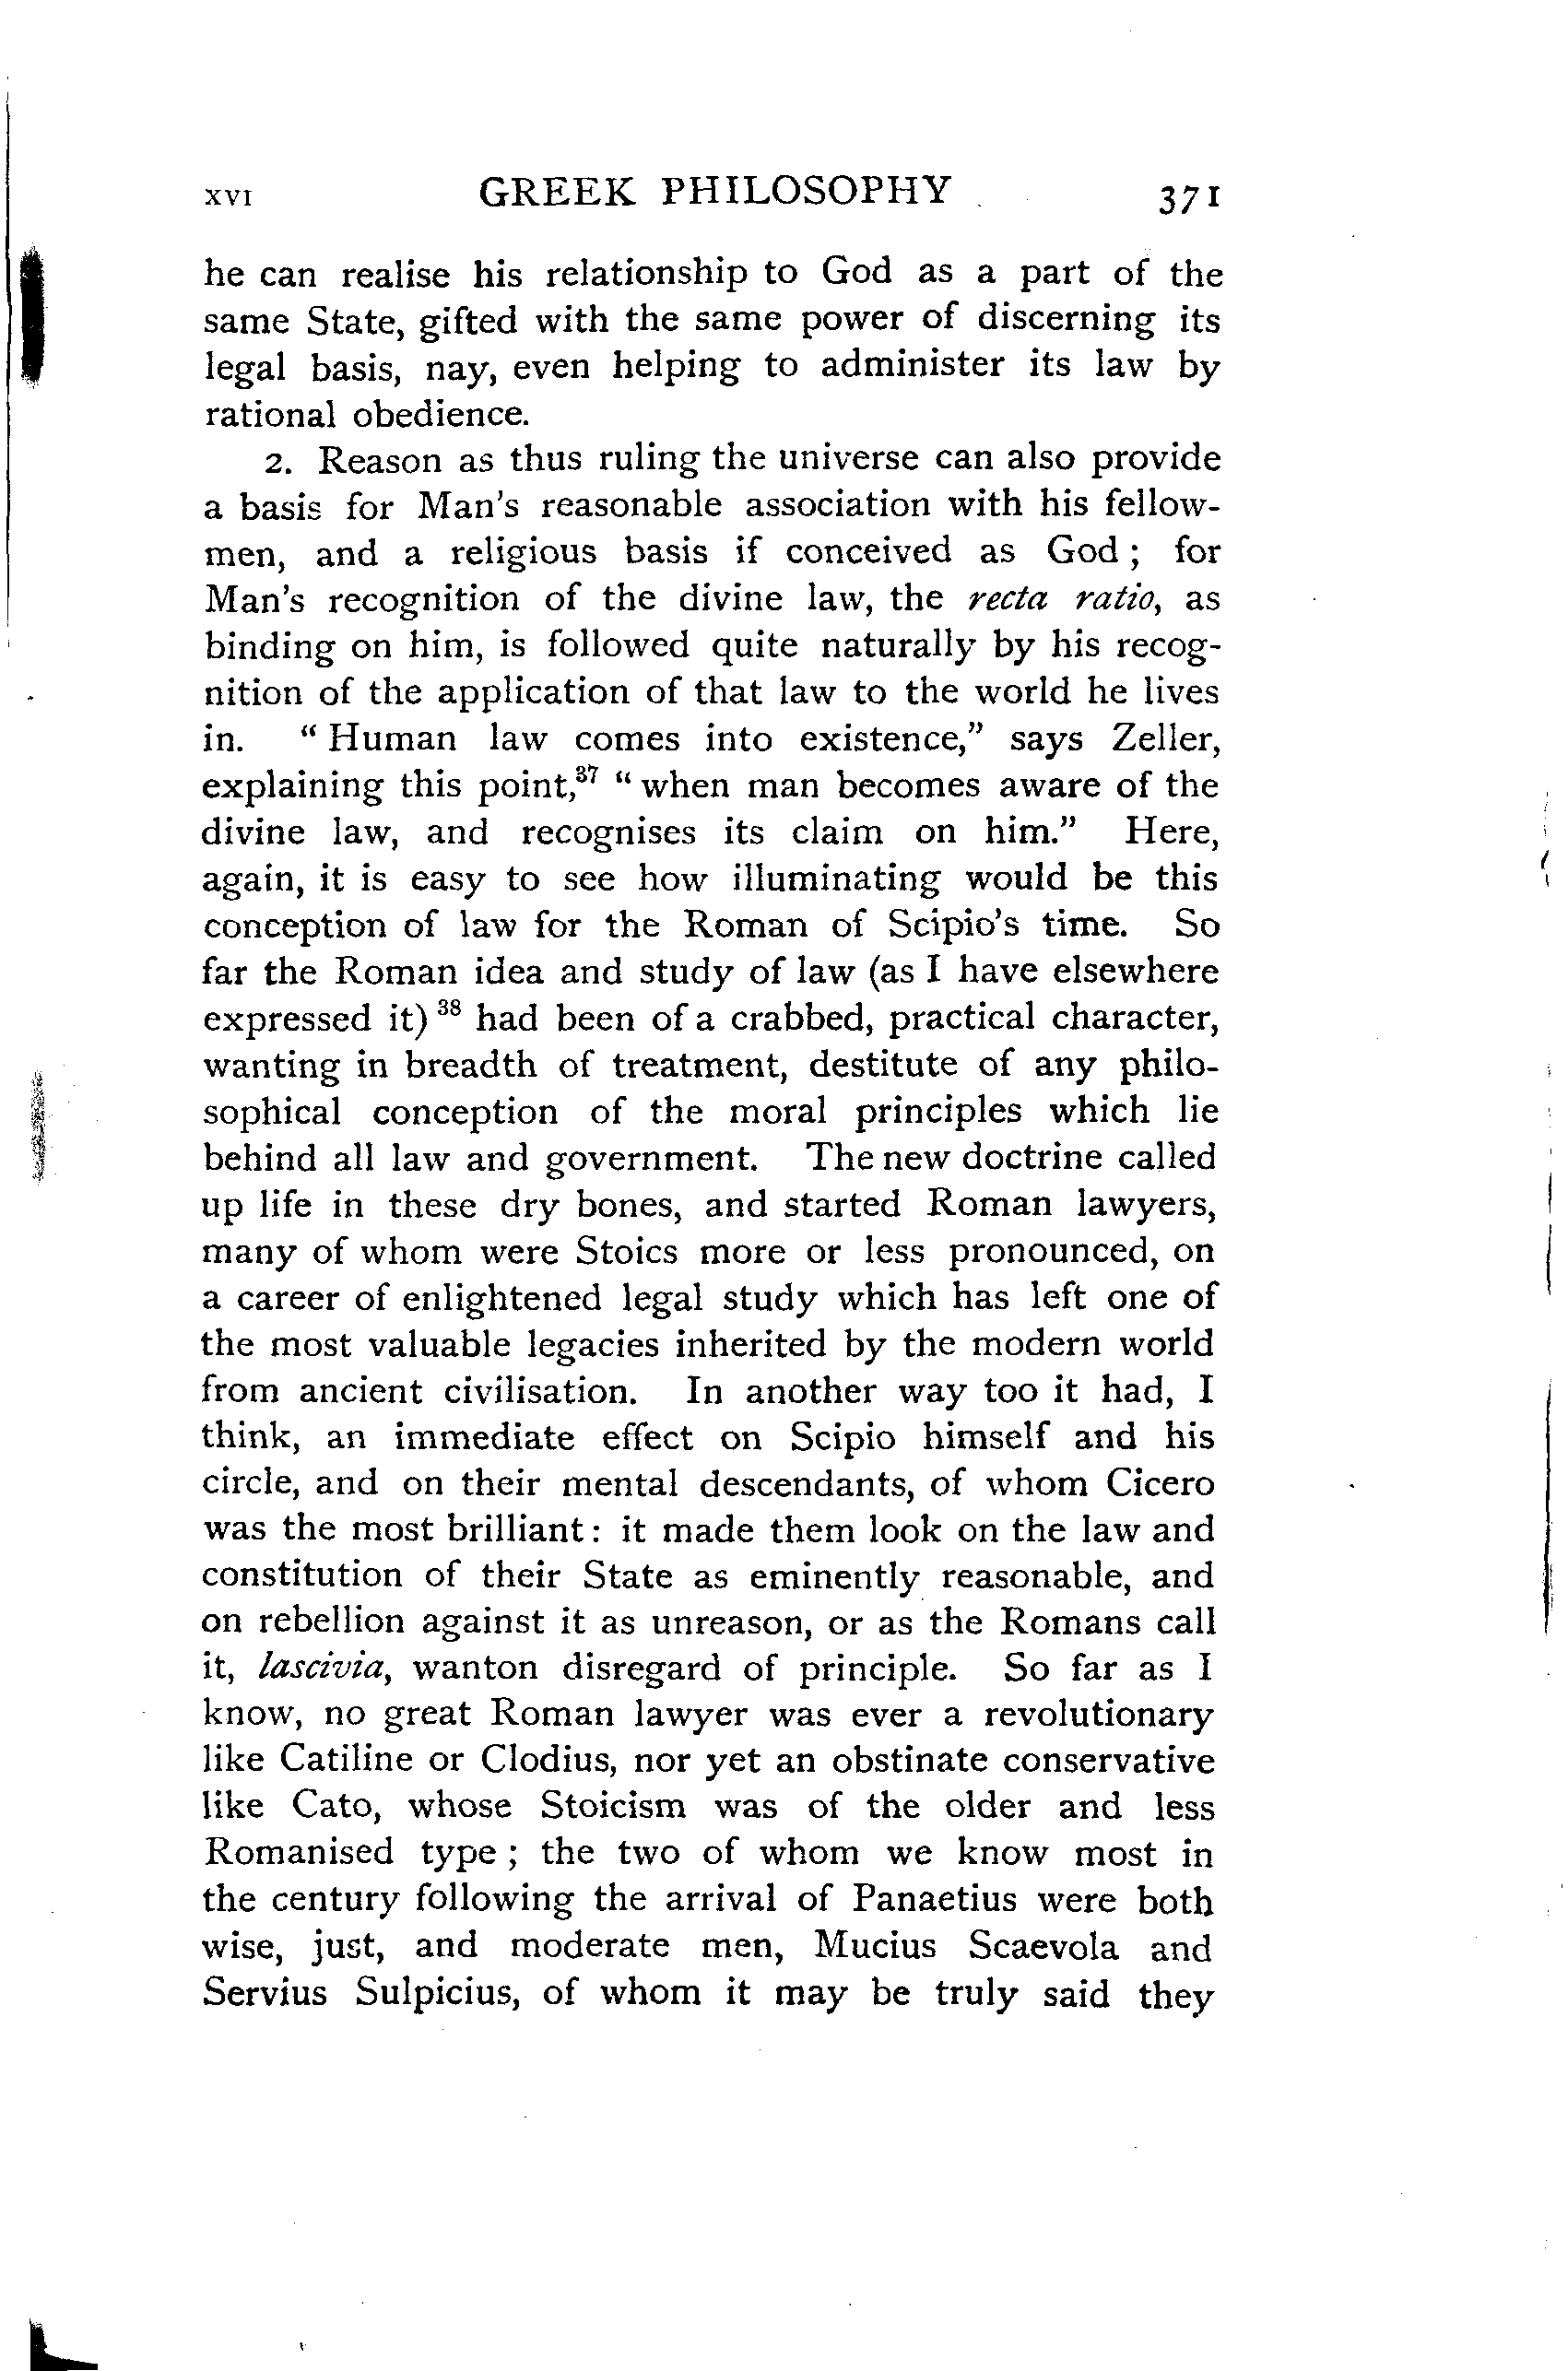 xvi GREEK PHILOSOPHY 371
he can realise his relationship to God as a part of the
same State, gifted with the same power of discerning its
legal basis, nay, even helping to administer its law by
rational obedience.
2. Reason as thus ruling the universe can also provide
a basis for Man's reasonable association with his fellow-
men, and a religious basis if conceived as God ; for
Man's recognition of the divine law, the recta ratio, as
binding on him, is followed quite naturally by his recog-
nition of the application of that law to the world he lives
in. “ Human law comes into existence,” says Zeller,
explaining this point,³⁷ “ when man becomes aware of the
divine law, and recognises its claim on him.” Here,
again, it is easy to see how illuminating would be this
conception of law for the Roman of Scipio's time. So
far the Roman idea and study of law (as I have elsewhere
expressed it) ³⁸ had been of a crabbed, practical character,
wanting in breadth of treatment, destitute of any philo-
sophical conception of the moral principles which lie
behind all law and government. The new doctrine called
up life in these dry bones, and started Roman lawyers,
many of whom were Stoics more or less pronounced, on
a career of enlightened legal study which has left one of
the most valuable legacies inherited by the modern world
from ancient civilisation. In another way too it had, I
think, an immediate effect on Scipio himself and his
circle, and on their mental descendants, of whom Cicero
was the most brilliant : it made them look on the law and
constitution of their State as eminently reasonable, and
on rebellion against it as unreason, or as the Romans call
it, lascivia, wanton disregard of principle. So far as I
know, no great Roman lawyer was ever a revolutionary
like Catiline or Clodius, nor yet an obstinate conservative
like Cato, whose Stoicism was of the older and less
Romanised type ; the two of whom we know most in
the century following the arrival of Panaetius were both
wise, just, and moderate men, Mucius Scaevola and
Servius Sulpicius, of whom it may be truly said they